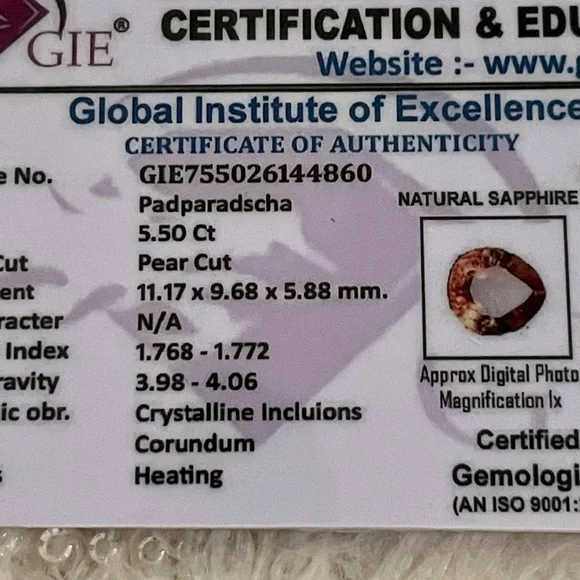 GIE® CERTIFICATION & EDU
Website :- www.g
Global Institute of Excellence
CERTIFICATE OF AUTHENTICITY
e No. GIE755026144860
Padparadscha NATURAL SAPPHIRE
5.50 Ct
Cut Pear Cut
ent 11.17 x 9.68 x 5.88 mm.
racter N/A
Index 1.768 - 1.772
ravity 3.98 - 4.06 Approx Digital Photo
ic obr. Crystalline Incluions Magnification 1x
Corundum Certified
s Heating Gemologi
(AN ISO 9001: